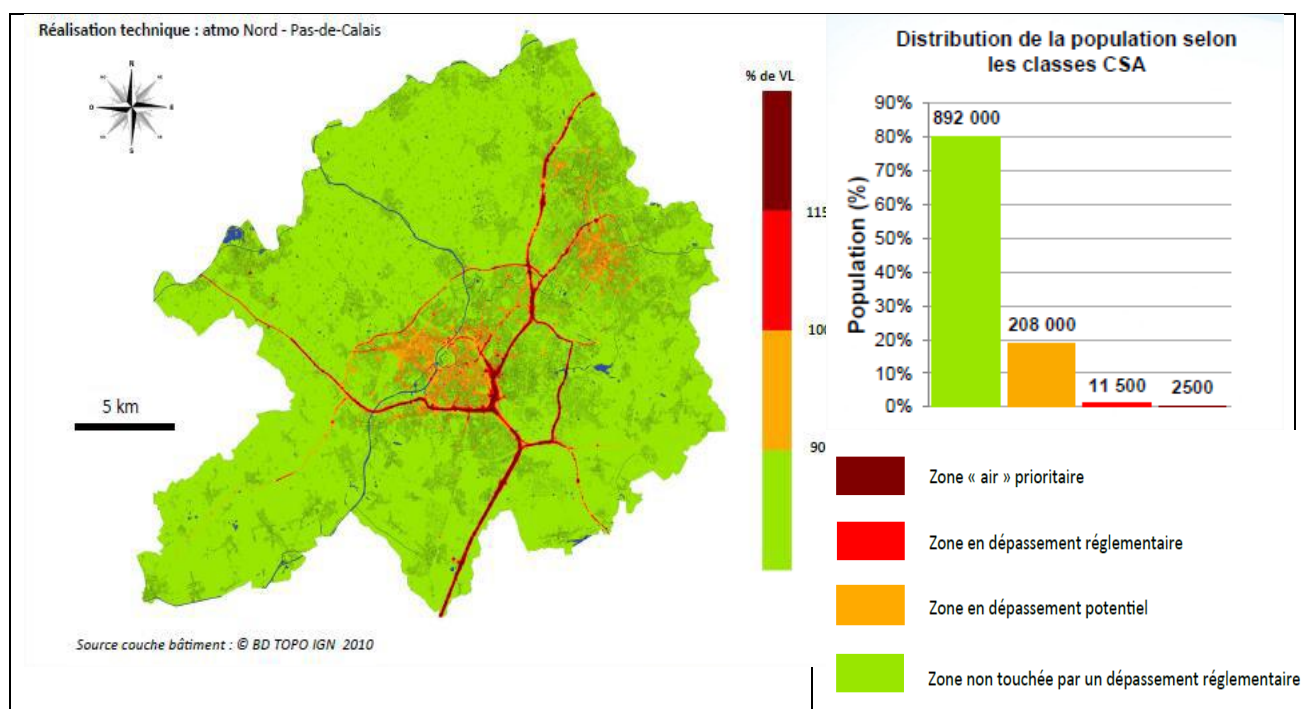 Réalisation technique : atmo Nord - Pas-de-Calais
N
O
E
S
5 km
Source couche bâtiment : © BD TOPO IGN 2010
% de VL
115
100
90
Distribution de la population selon
les classes CSA
Population (%)
90%
80%
70%
60%
50%
40%
30%
20%
10%
0%
892 000
208 000
11 500
2500
Zone « air » prioritaire
Zone en dépassement réglementaire
Zone en dépassement potentiel
Zone non touchée par un dépassement réglementaire